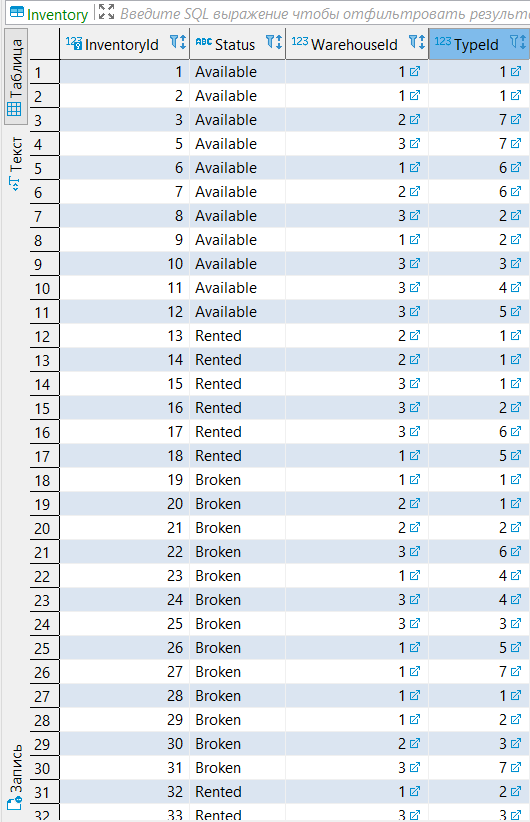 Inventory Введите SQL выражение чтобы отфильтровать результ
Таблица
Текст
Запись
123 InventoryId ABC Status 123 WarehouseId 123 TypeId
1 1 Available 1 1
2 2 Available 1 1
3 3 Available 2 7
4 5 Available 3 7
5 6 Available 1 6
6 7 Available 2 6
7 8 Available 3 2
8 9 Available 1 2
9 10 Available 3 3
10 11 Available 3 4
11 12 Available 3 5
12 13 Rented 2 1
13 14 Rented 2 1
14 15 Rented 3 1
15 16 Rented 3 2
16 17 Rented 3 6
17 18 Rented 1 5
18 19 Broken 1 1
19 20 Broken 2 1
20 21 Broken 2 2
21 22 Broken 3 6
22 23 Broken 1 4
23 24 Broken 3 4
24 25 Broken 3 3
25 26 Broken 1 5
26 27 Broken 1 7
27 28 Broken 1 1
28 29 Broken 1 2
29 30 Broken 2 3
30 31 Broken 3 7
31 32 Rented 1 2
32 33 Rented 3 3